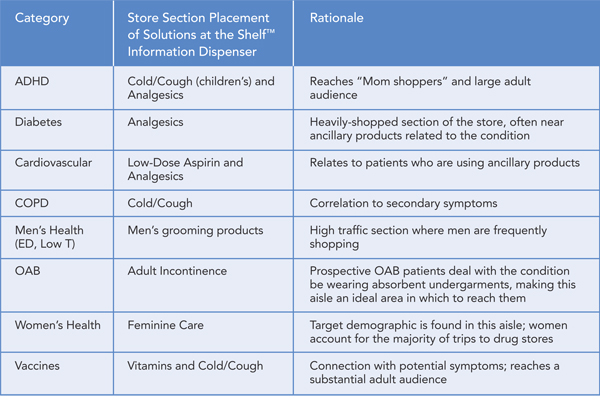 Category
Store Section Placement
of Solutions at the Shelf™
Information Dispenser
Rationale
ADHD
Cold/Cough (children's) and
Analgesics
Reaches "Mom shoppers" and large adult
audience
Diabetes
Analgesics
Heavily-shopped section of the store, often near
ancillary products related to the condition
Cardiovascular
Low-Dose Aspirin and
Analgesics
Relates to patients who are using ancillary products
COPD
Cold/Cough
Correlation to secondary symptoms
Men's Health
(ED, Low T)
Men's grooming products
High traffic section where men are frequently
shopping
OAB
Adult Incontinence
Prospective OAB patients deal with the condition
be wearing absorbent undergarments, making this
aisle an ideal area in which to reach them
Women's Health
Feminine Care
Target demographic is found in this aisle; women
account for the majority of trips to drug stores
Vaccines
Vitamins and Cold/Cough
Connection with potential symptoms; reaches a
substantial adult audience